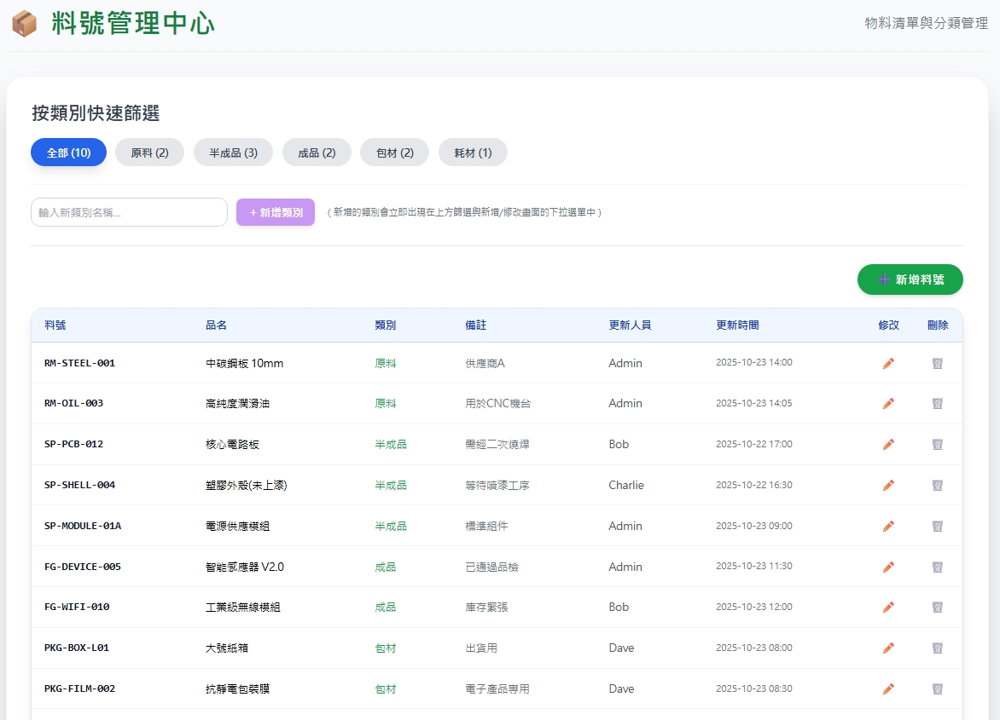 料號管理中心
物料清單與分類管理
按類別快速篩選
全部 (10) 原料 (2) 半成品 (3) 成品 (2) 包材 (2) 耗材 (1)
輸入新類別名稱... + 新增類別 ( 新增的類別會立即出現在上方篩選與新增/修改畫面的下拉選單中 )
新增料號
料號 品名 類別 備註 更新人員 更新時間 修改 刪除
RM-STEEL-001 中碳鋼板 10mm 原料 供應商A Admin 2025-10-23 14:00
RM-OIL-003 高純度潤滑油 原料 用於CNC機台 Admin 2025-10-23 14:05
SP-PCB-012 核心電路板 半成品 需經二次燒焊 Bob 2025-10-22 17:00
SP-SHELL-004 塑膠外殼(未上漆) 半成品 等待噴漆工序 Charlie 2025-10-22 16:30
SP-MODULE-01A 電源供應模組 半成品 標準組件 Admin 2025-10-23 09:00
FG-DEVICE-005 智能感應器 V2.0 成品 已通過品檢 Admin 2025-10-23 11:30
FG-WIFI-010 工業級無線模組 成品 庫存緊張 Bob 2025-10-23 12:00
PKG-BOX-L01 大號紙箱 包材 出貨用 Dave 2025-10-23 08:00
PKG-FILM-002 抗靜電包裝膜 包材 電子產品專用 Dave 2025-10-23 08:30